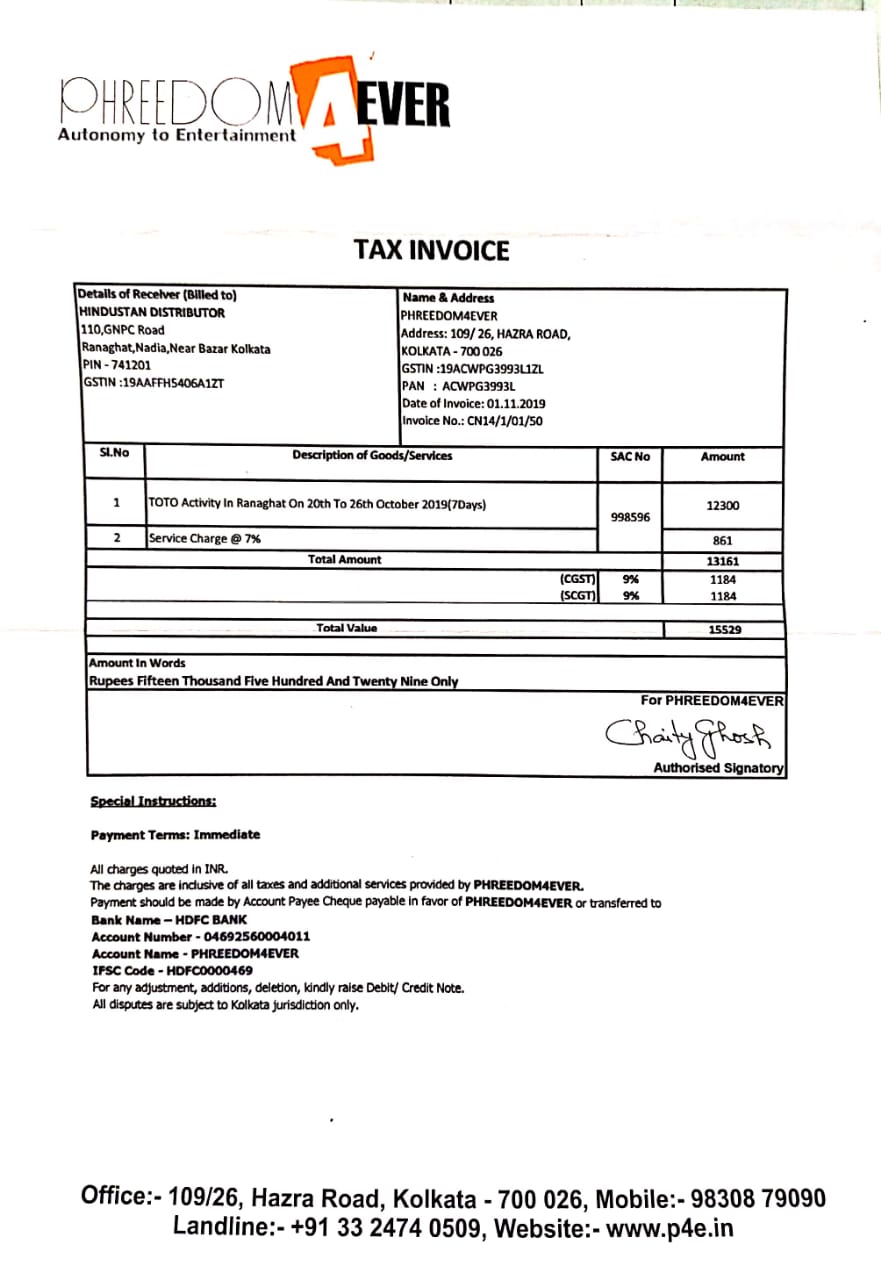 PHREEDOM4EVER
Autonomy to Entertainment
TAX INVOICE
Details of Receiver (Billed to)
HINDUSTAN DISTRIBUTOR
110,GNPC Road
Ranaghat,Nadia,Near Bazar Kolkata
PIN - 741201
GSTIN :19AAFFH5406A1ZT
Name & Address
PHREEDOM4EVER
Address: 109/ 26, HAZRA ROAD,
KOLKATA - 700 026
GSTIN :19ACWPG3993L1ZL
PAN : ACWPG3993L
Date of Invoice: 01.11.2019
Invoice No.: CN14/1/01/50
Sl.No Description of Goods/Services SAC No Amount
1 TOTO Activity In Ranaghat On 20th To 26th October 2019(7Days) 998596 12300
2 Service Charge @ 7% 861
Total Amount 13161
(CGST) 9% 1184
(SCGT) 9% 1184
Total Value 15529
Amount In Words
Rupees Fifteen Thousand Five Hundred And Twenty Nine Only
For PHREEDOM4EVER
Chaity Ghosh
Authorised Signatory
Special Instructions:
Payment Terms: Immediate
All charges quoted in INR.
The charges are inclusive of all taxes and additional services provided by PHREEDOM4EVER.
Payment should be made by Account Payee Cheque payable in favor of PHREEDOM4EVER or transferred to
Bank Name – HDFC BANK
Account Number - 04692560004011
Account Name - PHREEDOM4EVER
IFSC Code - HDFC0000469
For any adjustment, additions, deletion, kindly raise Debit/ Credit Note.
All disputes are subject to Kolkata jurisdiction only.
Office:- 109/26, Hazra Road, Kolkata - 700 026, Mobile:- 98308 79090
Landline:- +91 33 2474 0509, Website:- www.p4e.in